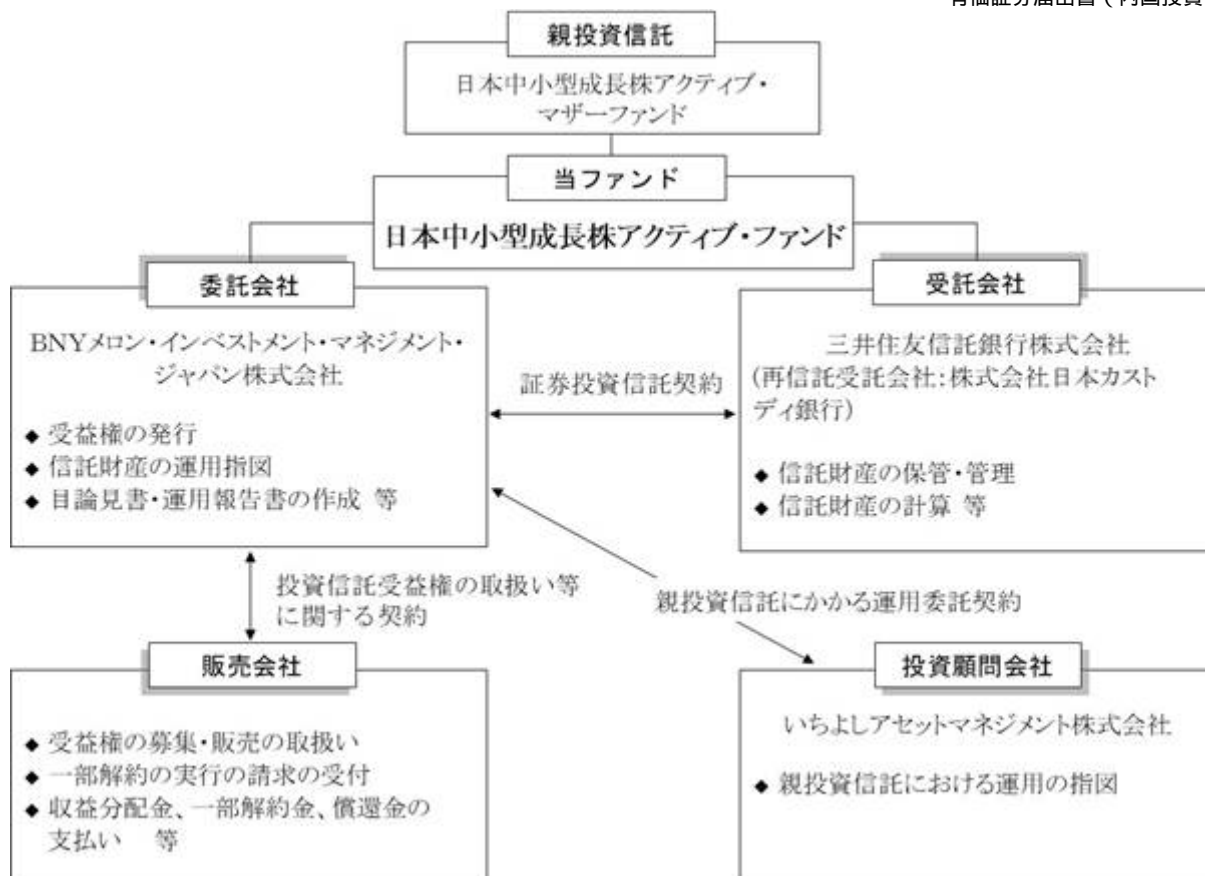 有価証券届出書（内国投資
親投資信託
日本中小型成長株アクティブ・
マザーファンド
当ファンド
日本中小型成長株アクティブ・ファンド
委託会社
BNYメロン・インベストメント・マネジメント・
ジャパン株式会社
◆ 受益権の発行
◆ 信託財産の運用指図
◆ 目論見書・運用報告書の作成 等
証券投資信託契約
受託会社
三井住友信託銀行株式会社
(再信託受託会社:株式会社日本カスト
ディ銀行)
◆ 信託財産の保管・管理
◆ 信託財産の計算 等
投資信託受益権の取扱い等
に関する契約
親投資信託にかかる運用委託契約
販売会社
◆ 受益権の募集・販売の取扱い
◆ 一部解約の実行の請求の受付
◆ 収益分配金、一部解約金、償還金の
支払い 等
投資顧問会社
いちよしアセットマネジメント株式会社
◆ 親投資信託における運用の指図